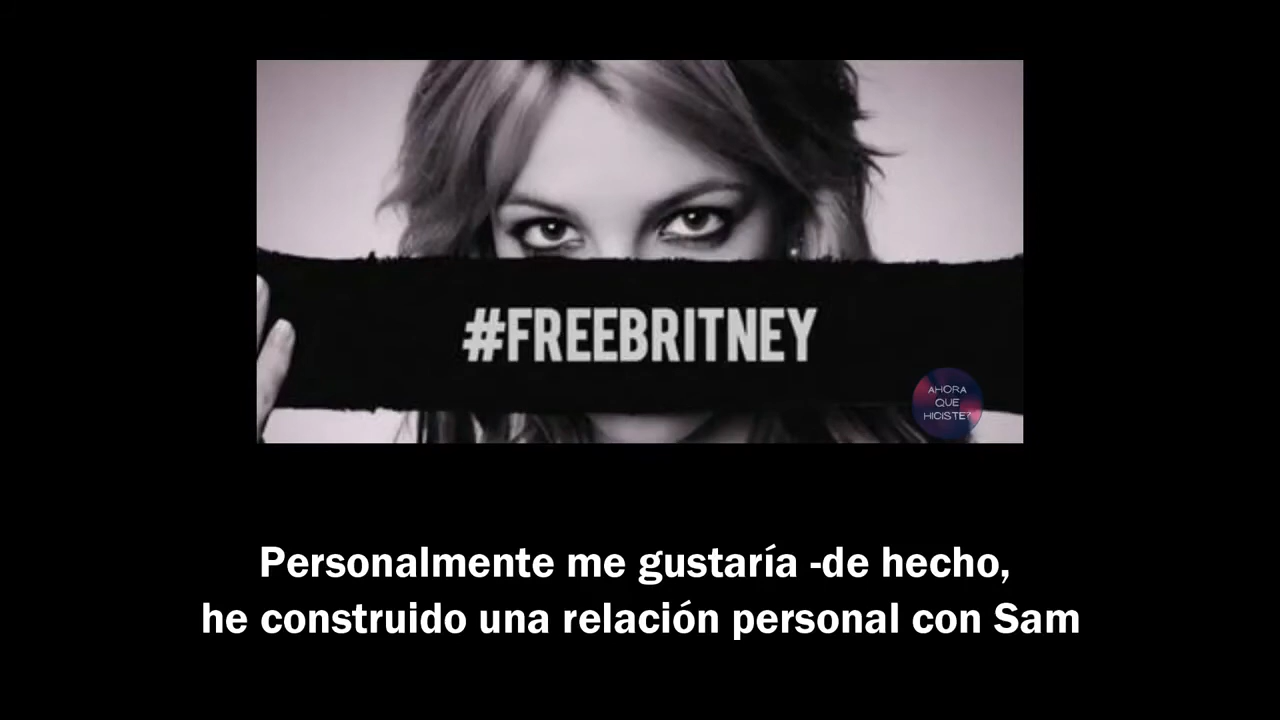 #FREEBRITNEY
AHORA
QUE
HICISTE?
Personalmente me gustaría -de hecho,
he construido una relación personal con Sam